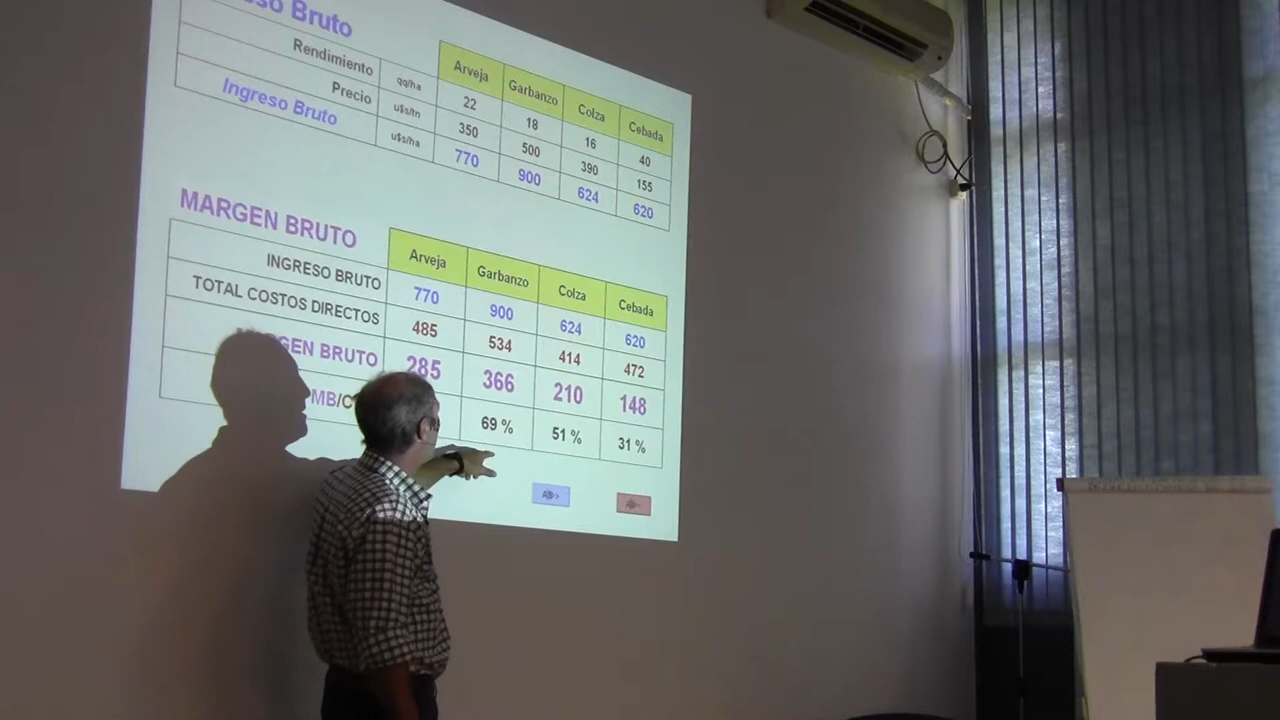 so Bruto
Arveja Garbanzo Colza Cebada
Rendimiento qq/ha 22 18 16 40
Precio u$s/tn 350 500 390 155
Ingreso Bruto u$s/ha 770 900 624 620
MARGEN BRUTO
Arveja Garbanzo Colza Cebada
INGRESO BRUTO 770 900 624 620
TOTAL COSTOS DIRECTOS 485 534 414 472
GEN BRUTO 285 366 210 148
MB/C 69 % 51 % 31 %